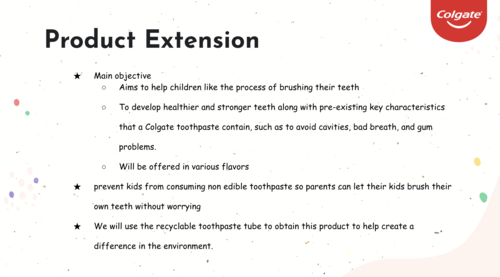 Colgate®
Product Extension
★ Main objective
○ Aims to help children like the process of brushing their teeth
○ To develop healthier and stronger teeth along with pre-existing key characteristics
that a Colgate toothpaste contain, such as to avoid cavities, bad breath, and gum
problems.
○ Will be offered in various flavors
★ prevent kids from consuming non edible toothpaste so parents can let their kids brush their
own teeth without worrying
★ We will use the recyclable toothpaste tube to obtain this product to help create a
difference in the environment.